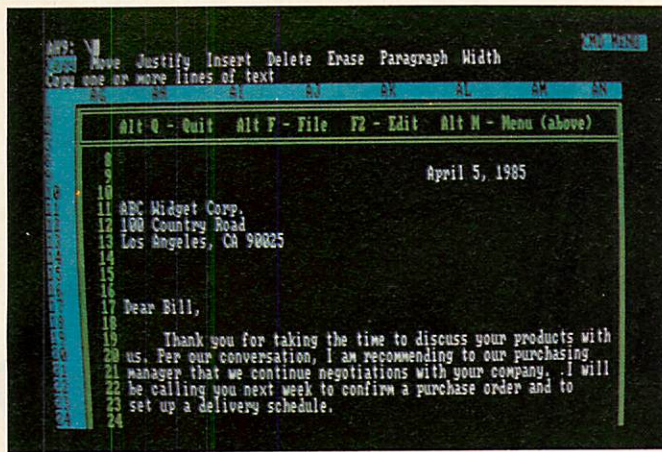 AH9: \
Copy Move Justify Insert Delete Erase Paragraph Width
CMD MENU
Copy one or more lines of text
AG AH AI AJ AK AL AM AN
Alt Q - Quit Alt F - File F2 - Edit Alt M - Menu (above)
8
9 April 5, 1985
10
11 ABC Widget Corp.
12 100 Country Road
13 Los Angeles, CA 90025
14
15
16
17 Dear Bill,
18
19 Thank you for taking the time to discuss your products with
20 us. Per our conversation, I am recommending to our purchasing
21 manager that we continue negotiations with your company. .I will
22 be calling you next week to confirm a purchase order and to
23 set up a delivery schedule.
24